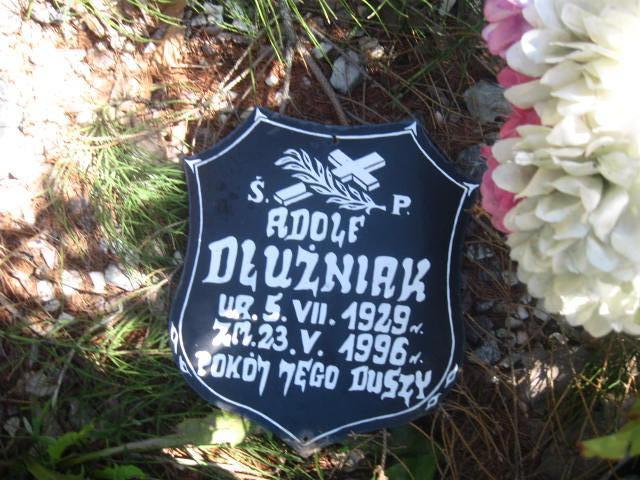 Ś. P.
ADOLF
DŁUŻNIAK
UR. 5. VII. 1929 r.
ZM. 23. V. 1996 r.
POKÓJ JEGO DUSZY